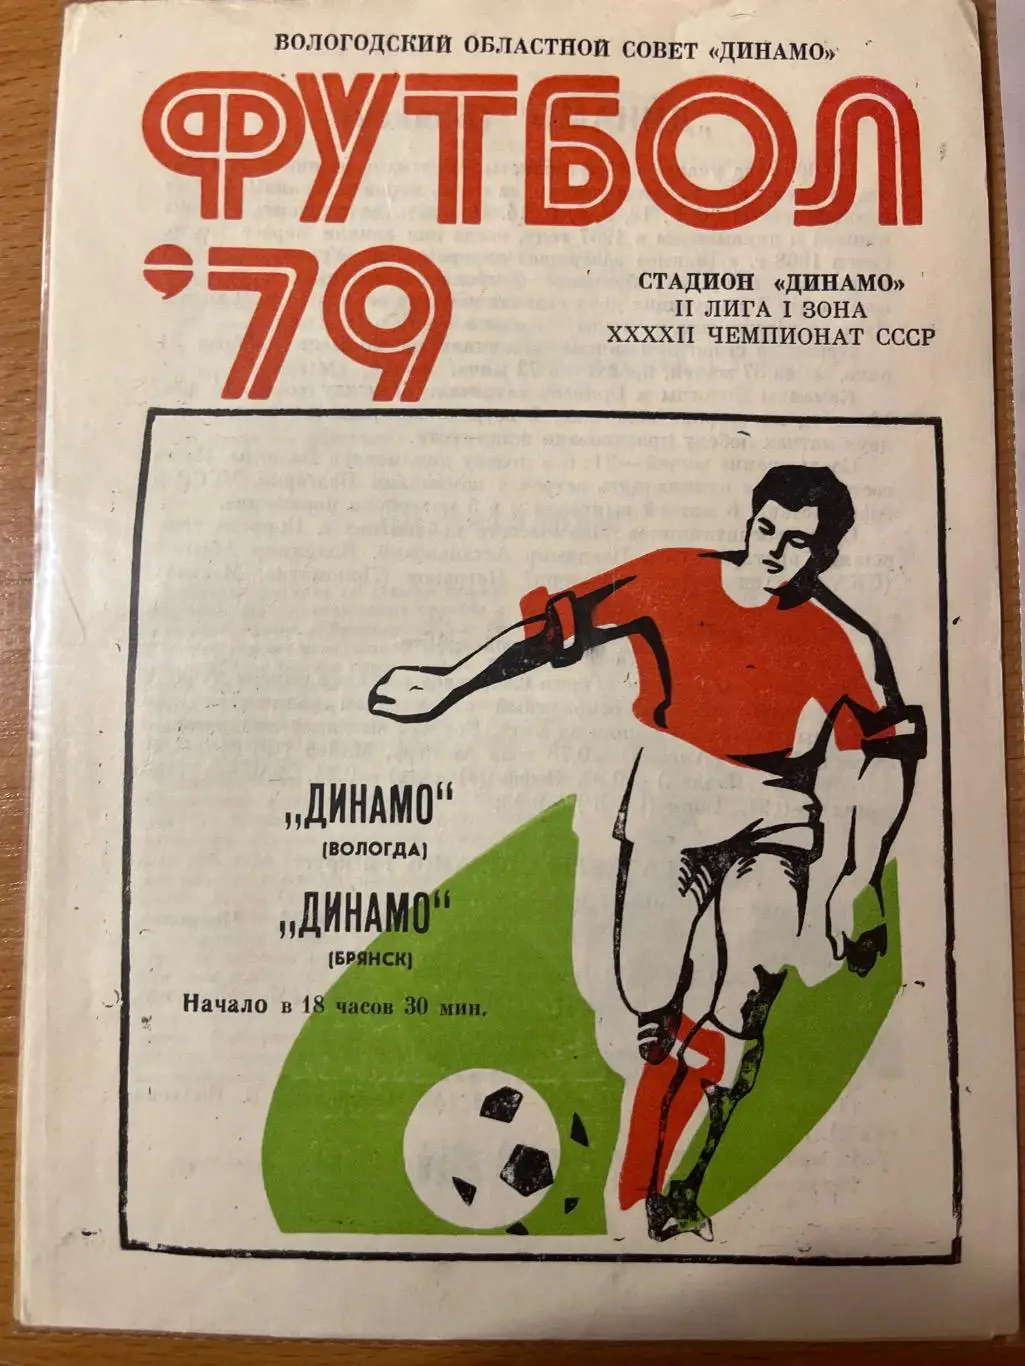 ВОЛОГОДСКИЙ ОБЛАСТНОЙ СОВЕТ «ДИНАМО»
ФУТБОЛ
'79
СТАДИОН «ДИНАМО»
II ЛИГА I ЗОНА
XXXXII ЧЕМПИОНАТ СССР
„ДИНАМО“
(ВОЛОГДА)
„ДИНАМО“
(БРЯНСК)
Начало в 18 часов 30 мин.